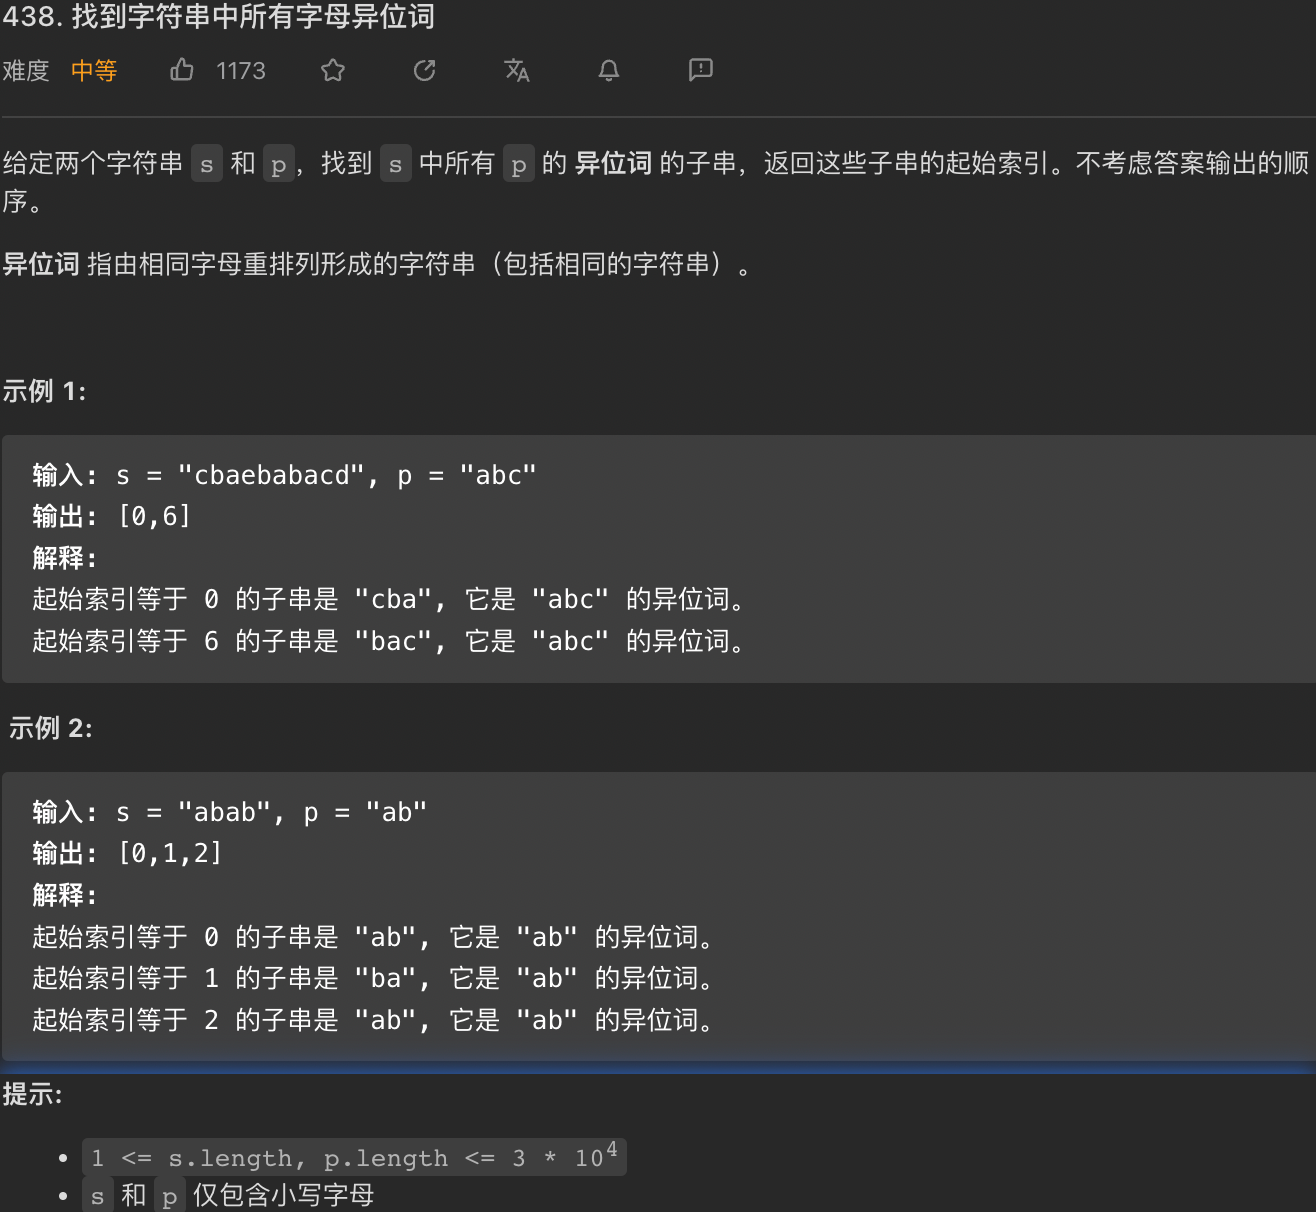 438. 找到字符串中所有字母异位词
难度 中等 1173
给定两个字符串 s 和 p，找到 s 中所有 p 的 异位词 的子串，返回这些子串的起始索引。不考虑答案输出的顺
序。
异位词 指由相同字母重排列形成的字符串（包括相同的字符串）。
示例 1:
输入: s = "cbaebabacd", p = "abc"
输出: [0,6]
解释:
起始索引等于 0 的子串是 "cba", 它是 "abc" 的异位词。
起始索引等于 6 的子串是 "bac", 它是 "abc" 的异位词。
示例 2:
输入: s = "abab", p = "ab"
输出: [0,1,2]
解释:
起始索引等于 0 的子串是 "ab", 它是 "ab" 的异位词。
起始索引等于 1 的子串是 "ba", 它是 "ab" 的异位词。
起始索引等于 2 的子串是 "ab", 它是 "ab" 的异位词。
提示:
• 1 <= s.length, p.length <= 3 * 10⁴
• s 和 p 仅包含小写字母